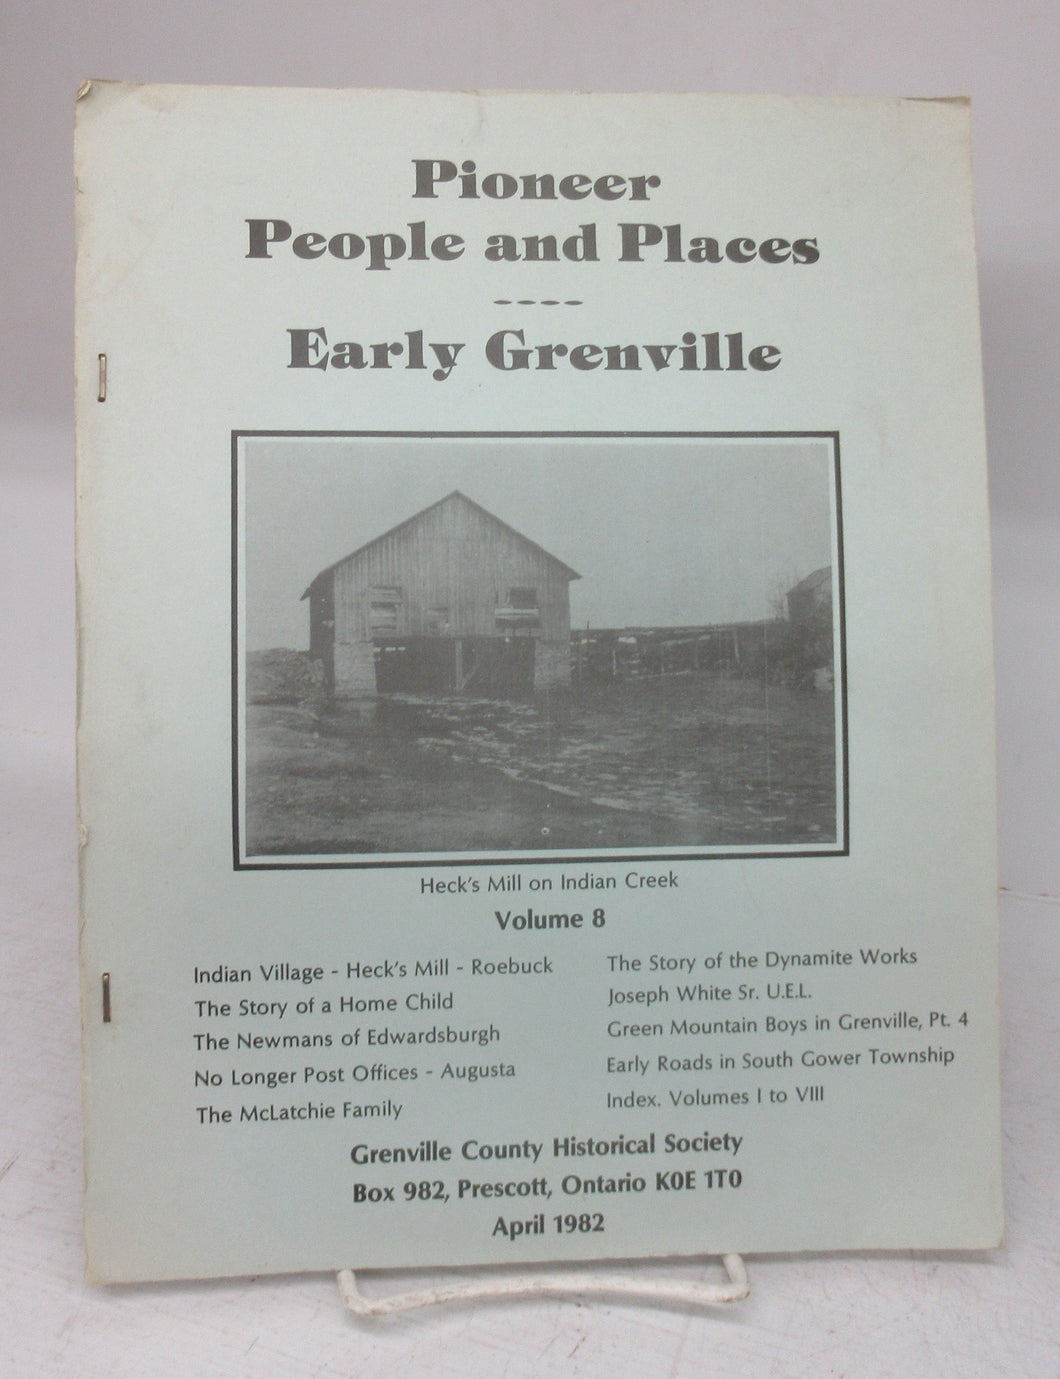 Pioneer
People and Places
----
Early Grenville
Heck's Mill on Indian Creek
Volume 8
Indian Village - Heck's Mill - Roebuck
The Story of a Home Child
The Newmans of Edwardsburgh
No Longer Post Offices - Augusta
The McLatchie Family
The Story of the Dynamite Works
Joseph White Sr. U.E.L.
Green Mountain Boys in Grenville, Pt. 4
Early Roads in South Gower Township
Index. Volumes I to VIII
Grenville County Historical Society
Box 982, Prescott, Ontario K0E 1T0
April 1982